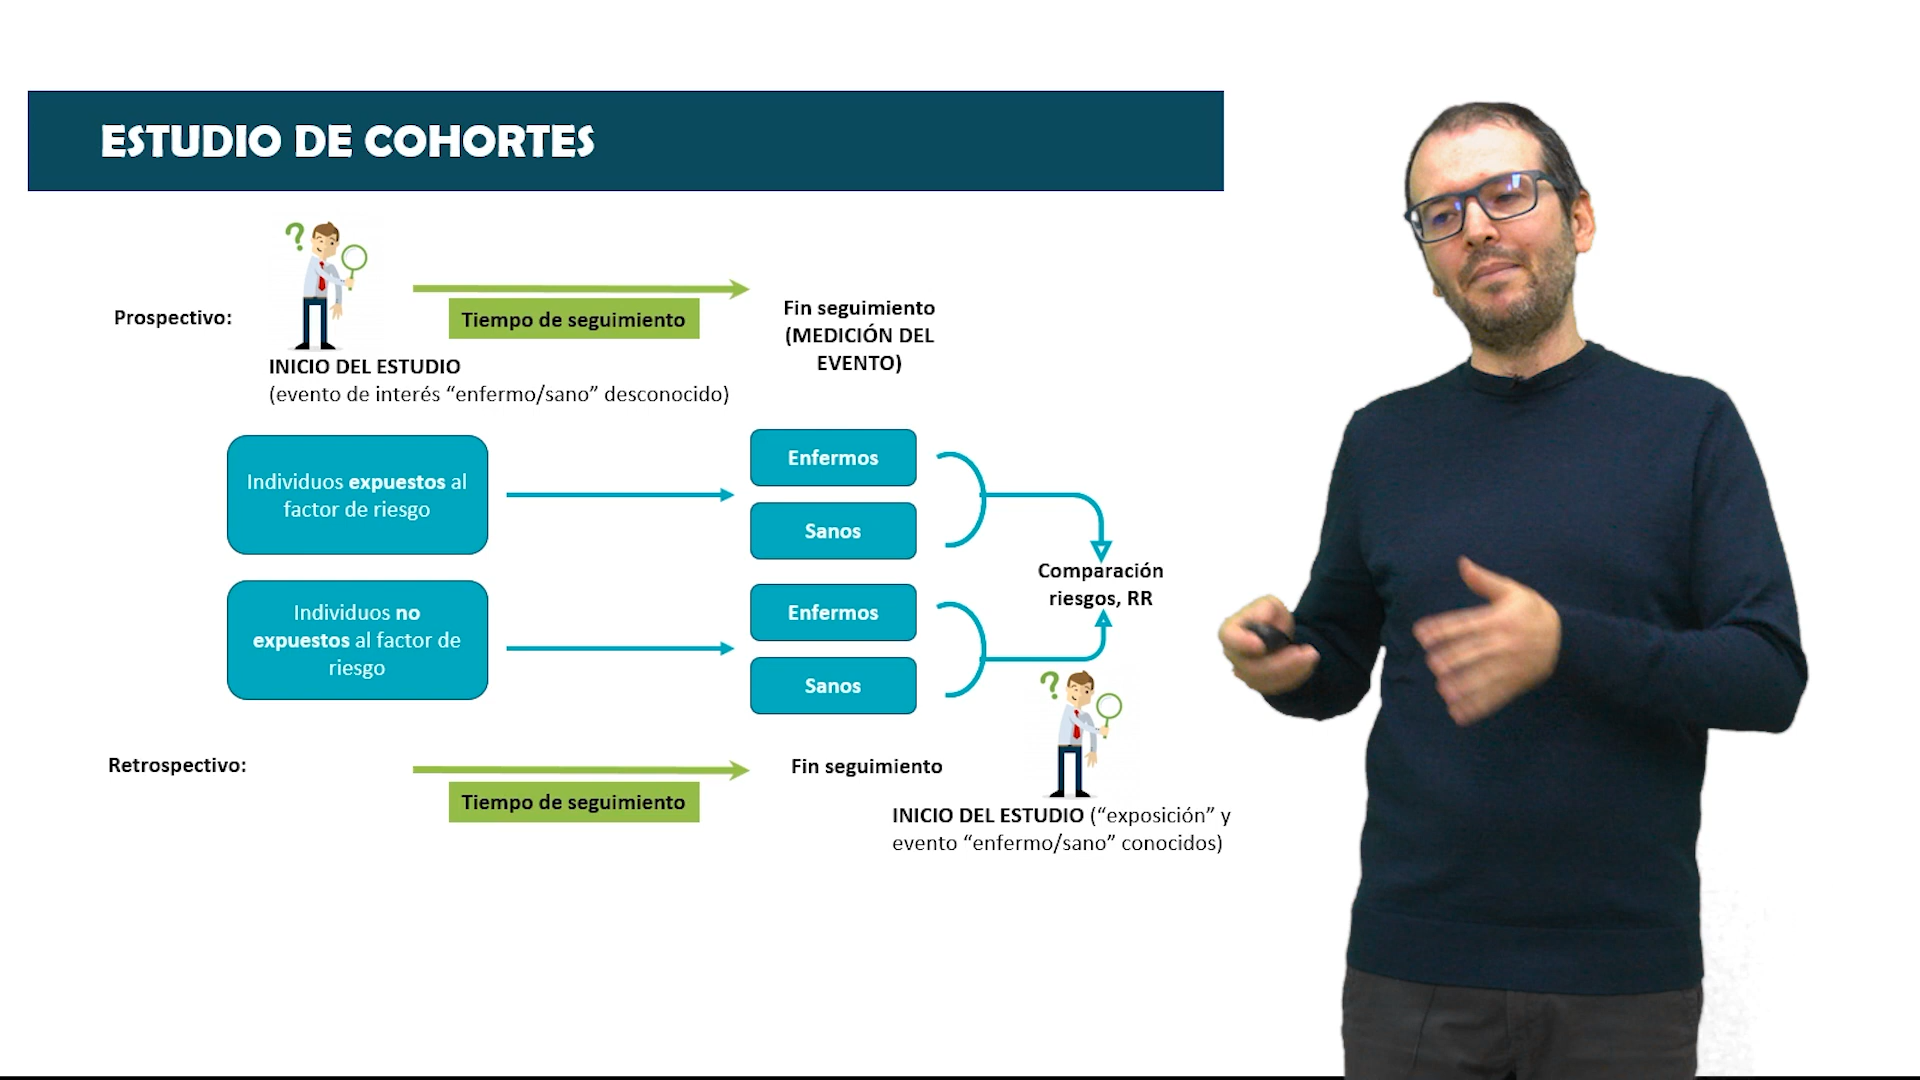 ESTUDIO DE COHORTES
?
Prospectivo:
Tiempo de seguimiento
Fin seguimiento
(MEDICIÓN DEL
EVENTO)
INICIO DEL ESTUDIO
(evento de interés “enfermo/sano” desconocido)
Individuos expuestos al
factor de riesgo
Enfermos
Sanos
Individuos no
expuestos al factor de
riesgo
Enfermos
Sanos
Comparación
riesgos, RR
?
Retrospectivo:
Tiempo de seguimiento
Fin seguimiento
INICIO DEL ESTUDIO (“exposición” y
evento “enfermo/sano” conocidos)